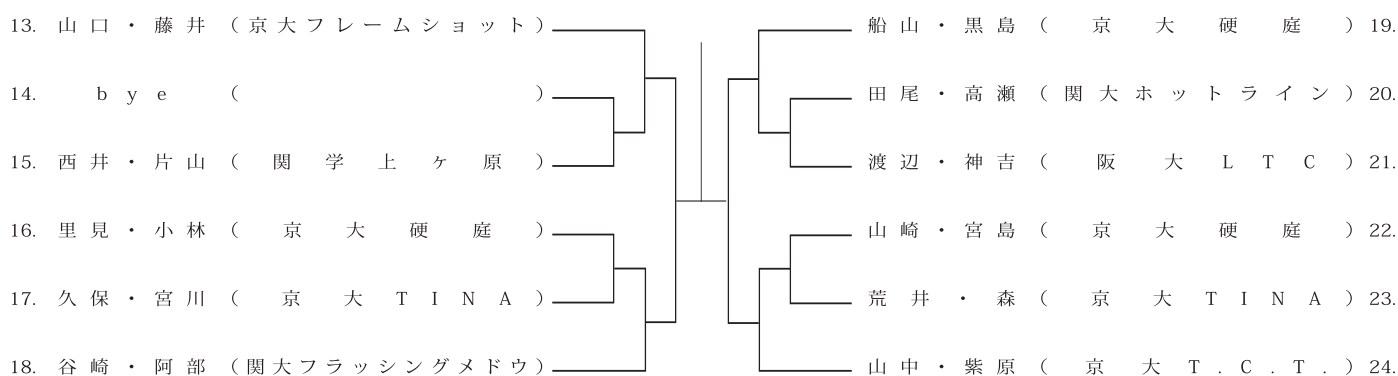 13. 山口・藤井（京大フレームショット）
14. bye（ ）
15. 西井・片山（関学上ヶ原）
16. 里見・小林（京大硬庭）
17. 久保・宮川（京大TINA）
18. 谷崎・阿部（関大フラッシングメドウ）
船山・黒島（京大硬庭）19.
田尾・高瀬（関大ホットライン）20.
渡辺・神吉（阪大LTC）21.
山崎・宮島（京大硬庭）22.
荒井・森（京大TINA）23.
山中・紫原（京大T.C.T.）24.